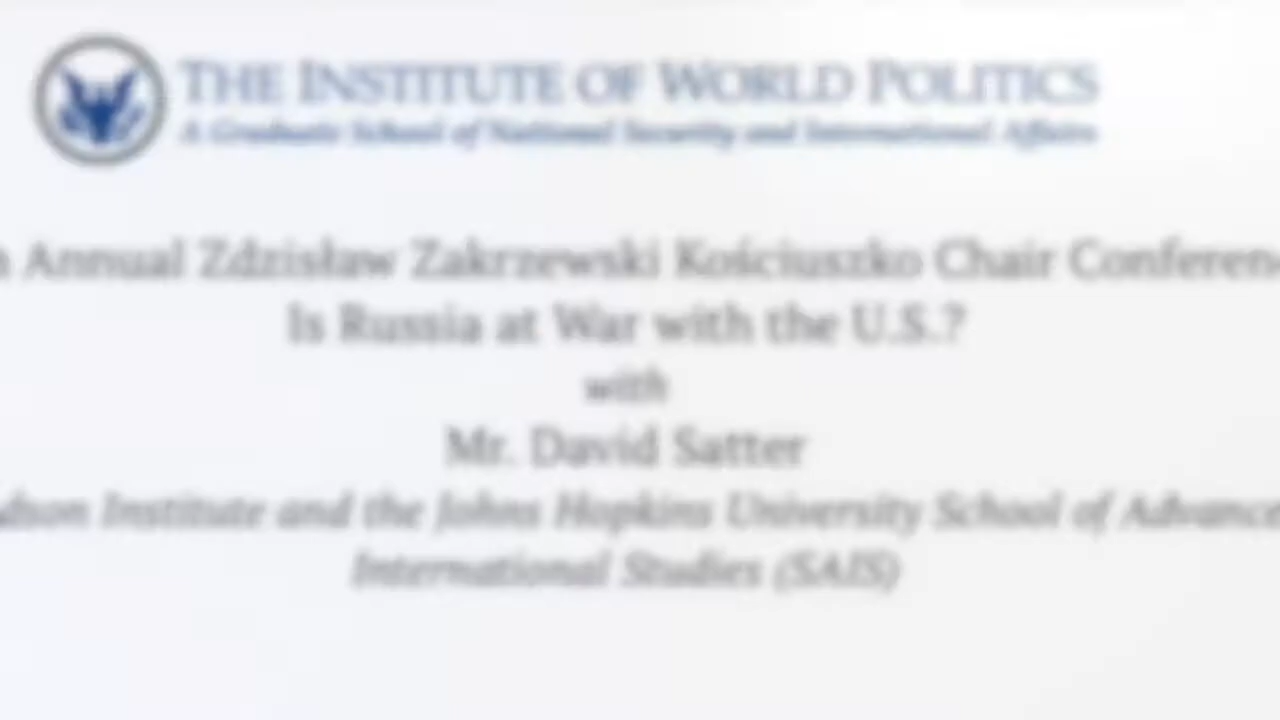 THE INSTITUTE OF WORLD POLITICS
A Graduate School of National Security and International Affairs
Annual Zdzisław Zakrzewski Kościuszko Chair
Is Russia at War with the U.S.?
with
Mr. David Satter
Institute and the Johns Hopkins University School of
International Studies (SAIS)